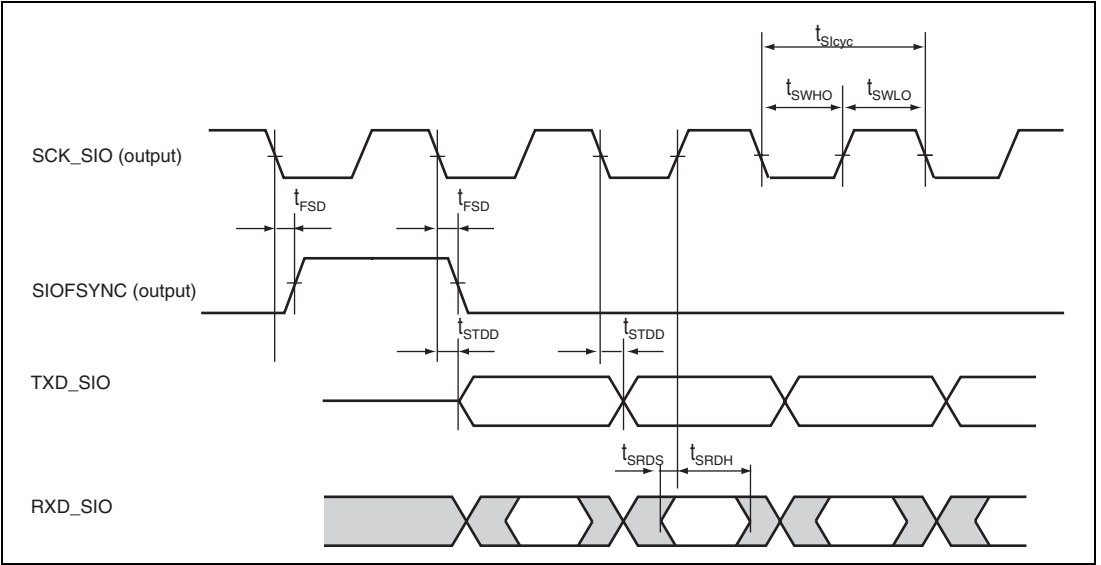 tSIcyc
tSWHO tSWLO
SCK_SIO (output)
tFSD tFSD
SIOFSYNC (output)
tSTDD tSTDD
TXD_SIO
tSRDS tSRDH
RXD_SIO